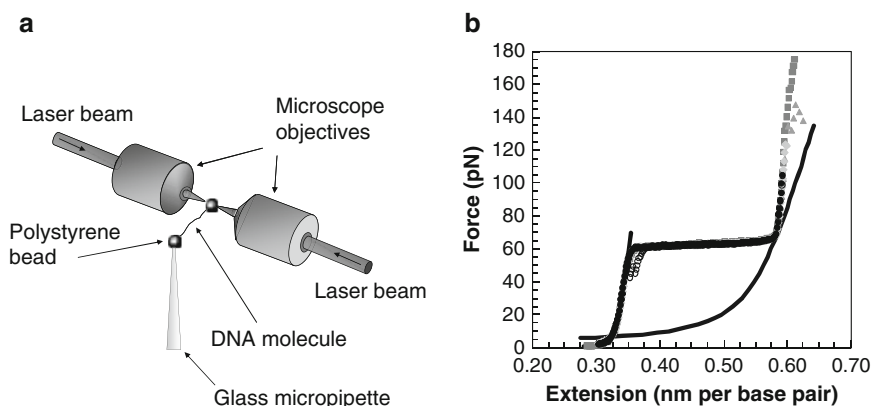 a
Laser beam
Microscope
objectives
Polystyrene
bead
Laser beam
DNA molecule
Glass micropipette
b
Force (pN)
180
160
140
120
100
80
60
40
20
0
0.20 0.30 0.40 0.50 0.60 0.70
Extension (nm per base pair)